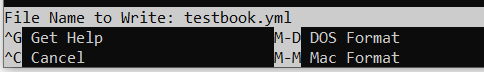 File Name to Write: testbook.yml
^G Get Help M-D DOS Format
^C Cancel M-M Mac Format